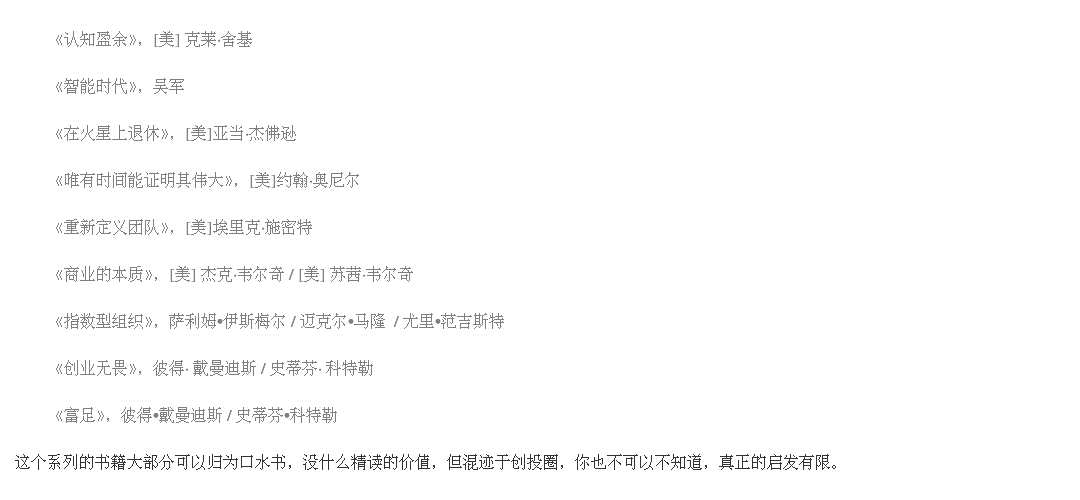 《认知盈余》，[美] 克莱·舍基
《智能时代》，吴军
《在火星上退休》，[美]亚当·杰佛逊
《唯有时间能证明其伟大》，[美]约翰·奥尼尔
《重新定义团队》，[美]埃里克·施密特
《商业的本质》，[美] 杰克·韦尔奇 / [美] 苏茜·韦尔奇
《指数型组织》，萨利姆•伊斯梅尔 / 迈克尔•马隆 / 尤里•范吉斯特
《创业无畏》，彼得· 戴曼迪斯 / 史蒂芬· 科特勒
《富足》，彼得•戴曼迪斯 / 史蒂芬•科特勒
这个系列的书籍大部分可以归为口水书，没什么精读的价值，但混迹于创投圈，你也不可以不知道，真正的启发有限。